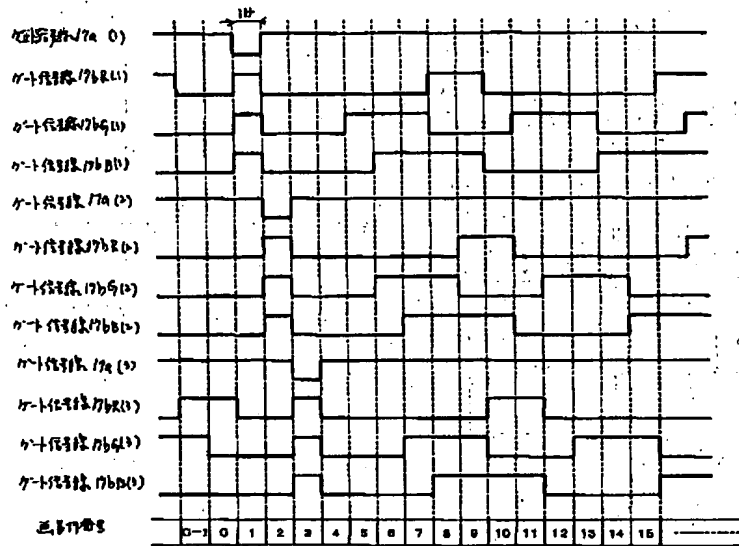 1H
ゲート信号線17a(1)
ゲート信号線17bR(1)
ゲート信号線17bG(1)
ゲート信号線17bB(1)
ゲート信号線17a(2)
ゲート信号線17bR(2)
ゲート信号線17bG(2)
ゲート信号線17bB(2)
ゲート信号線17a(3)
ゲート信号線17bR(3)
ゲート信号線17bG(3)
ゲート信号線17bB(3)
画素行番号 0 1 2 3 4 5 6 7 8 9 10 11 12 13 14 15